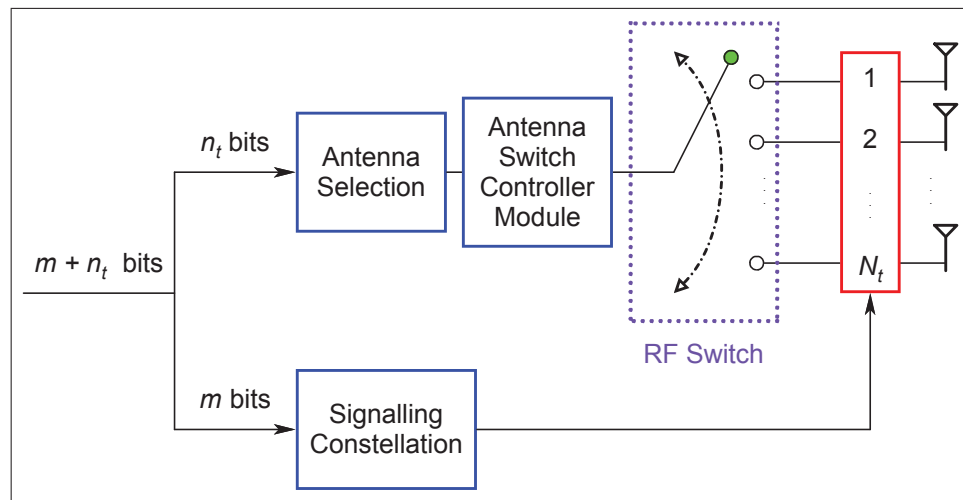 n_t bits
Antenna
Selection
Antenna
Switch
Controller
Module
1
2
N_t
RF Switch
m + n_t bits
m bits
Signalling
Constellation